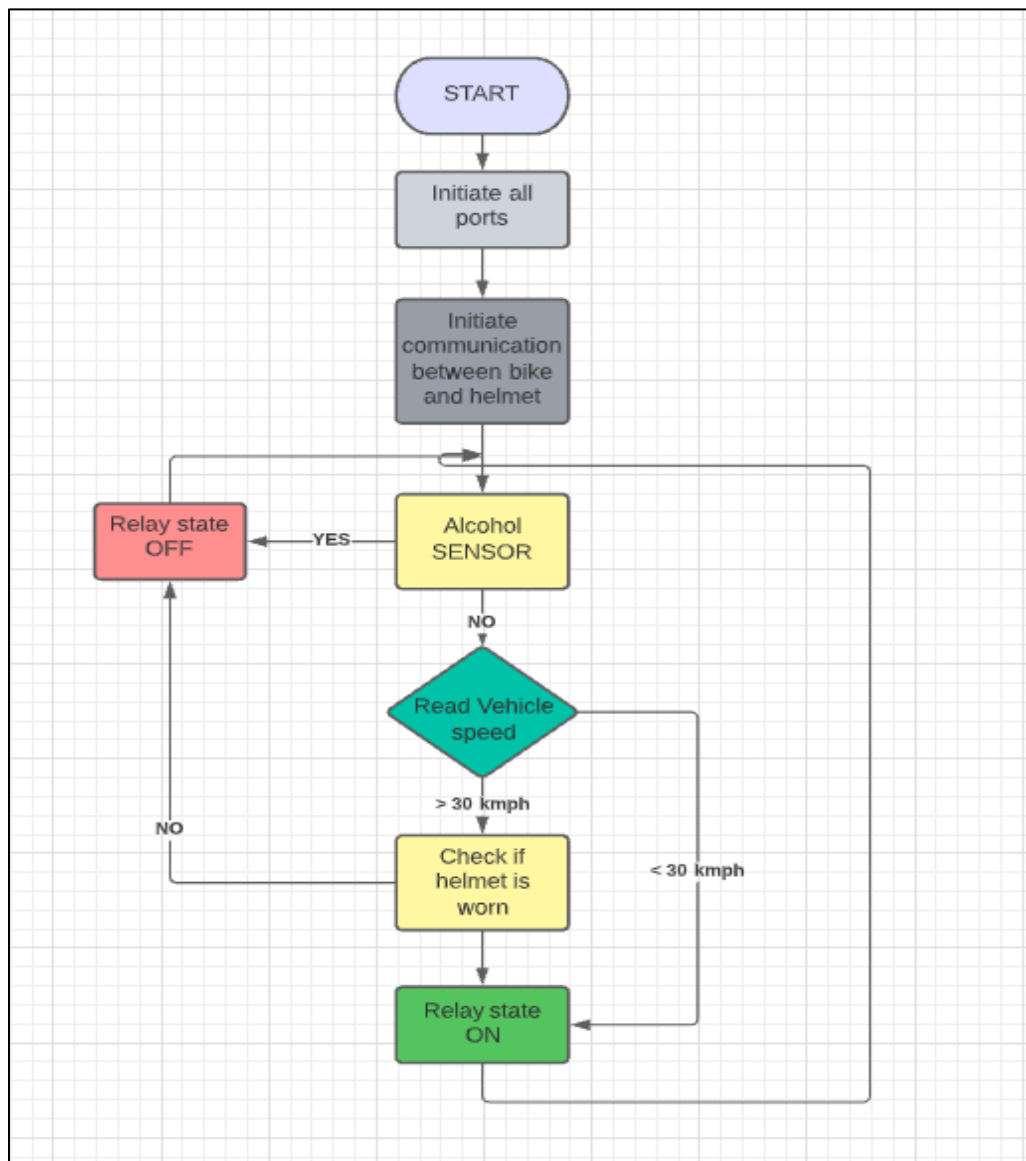 START
Initiate all
ports
Initiate
communication
between bike
and helmet
Relay state
OFF
YES
Alcohol
SENSOR
NO
Read Vehicle
speed
> 30 kmph
NO
Check if
helmet is
worn
< 30 kmph
Relay state
ON